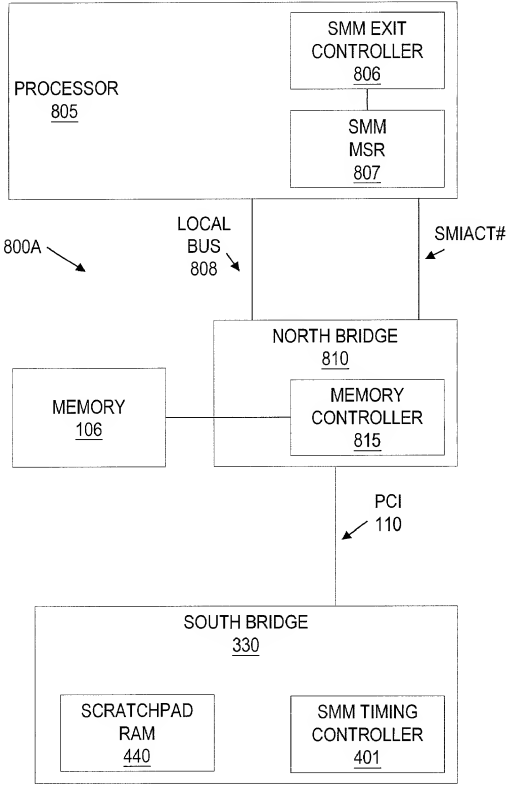 SMM EXIT
CONTROLLER
806
PROCESSOR
805
SMM
MSR
807
800A
LOCAL
BUS
808
SMIACT#
NORTH BRIDGE
810
MEMORY
106
MEMORY
CONTROLLER
815
PCI
110
SOUTH BRIDGE
330
SCRATCHPAD
RAM
440
SMM TIMING
CONTROLLER
401